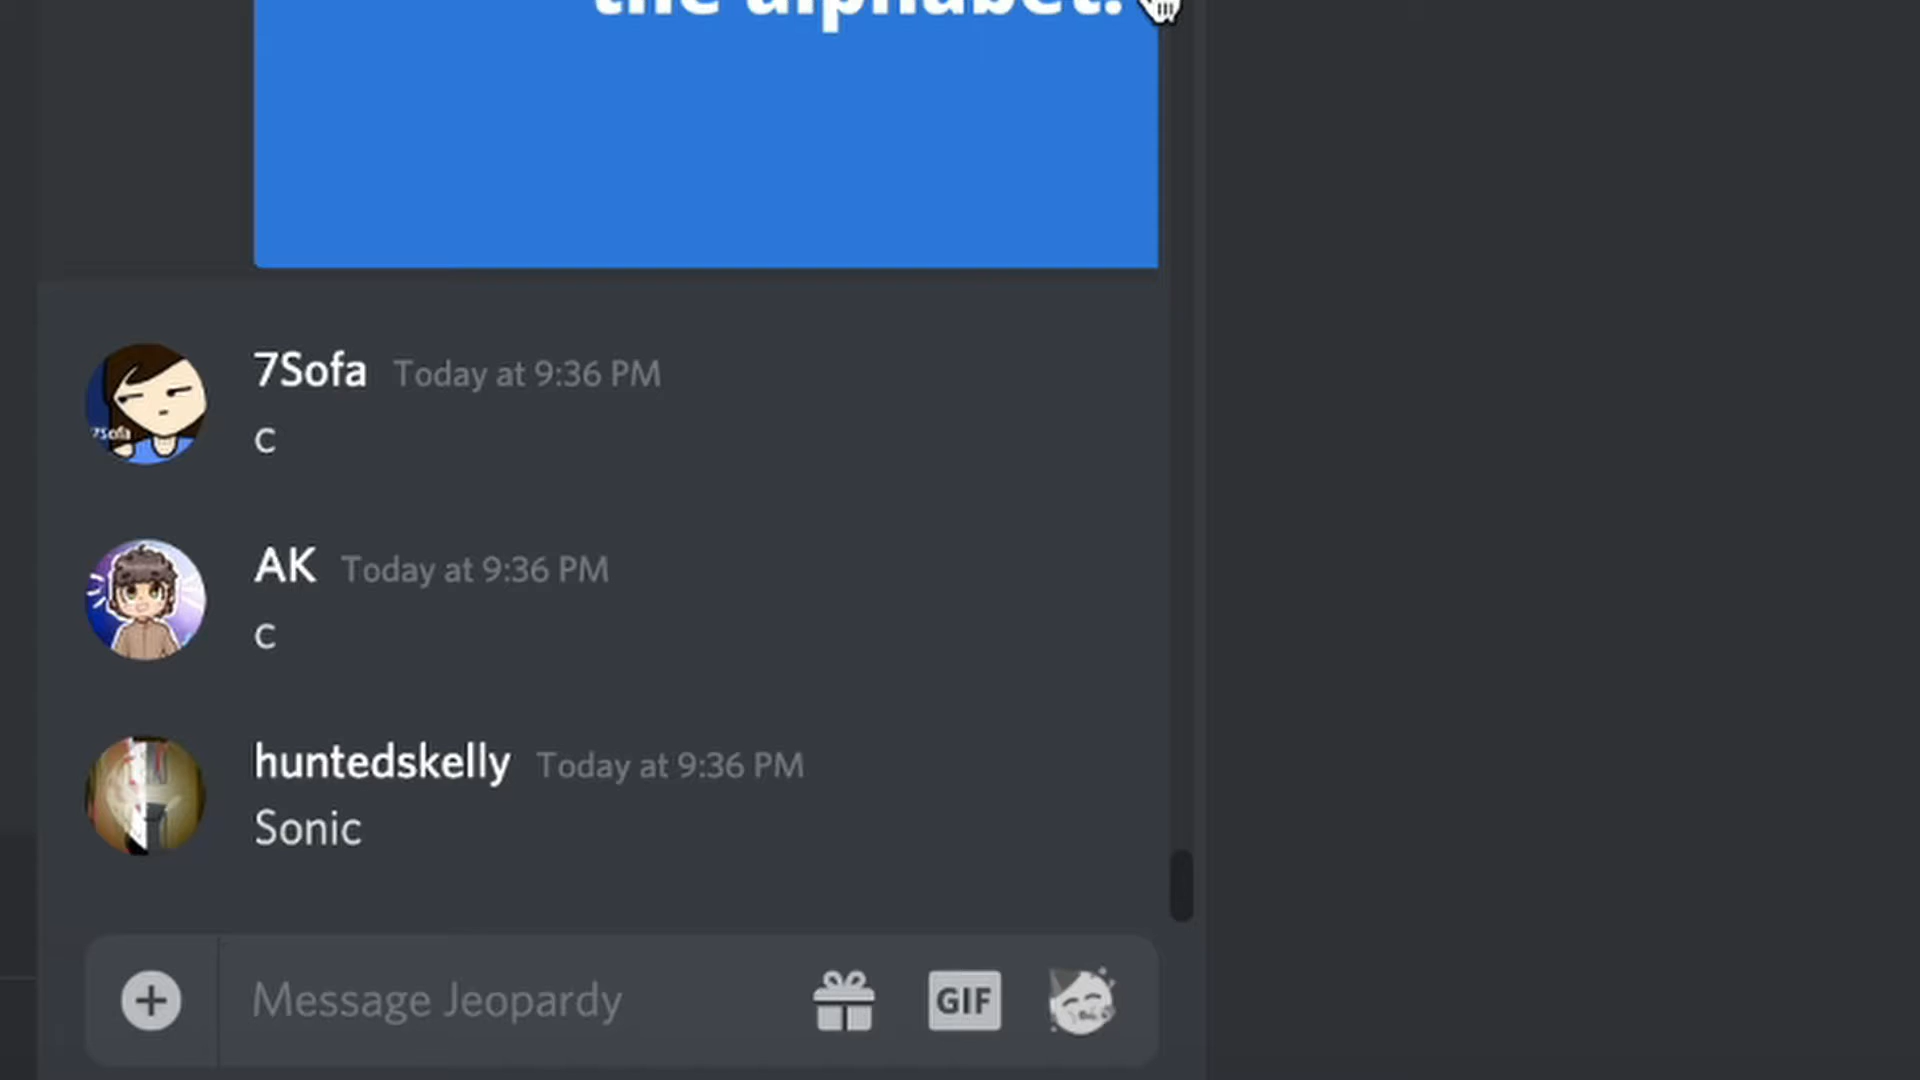 the alphabet.
7Sofa Today at 9:36 PM
7Sofa
c
AK Today at 9:36 PM
c
huntedskelly Today at 9:36 PM
Sonic
Message Jeopardy GIF